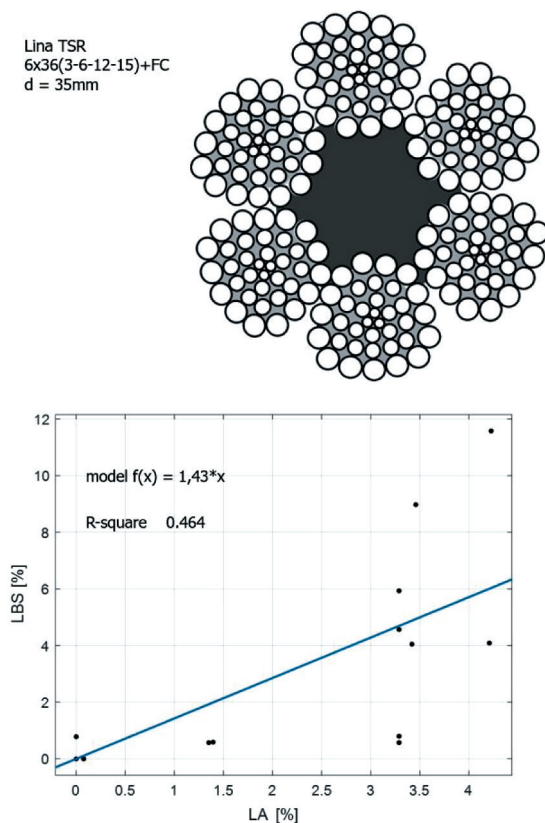 Lina TSR
6x36(3-6-12-15)+FC
d = 35mm
12
10
8
6
4
2
0
LBS [%]
model f(x) = 1,43*x
R-square 0.464
0 0.5 1 1.5 2 2.5 3 3.5 4
LA [%]